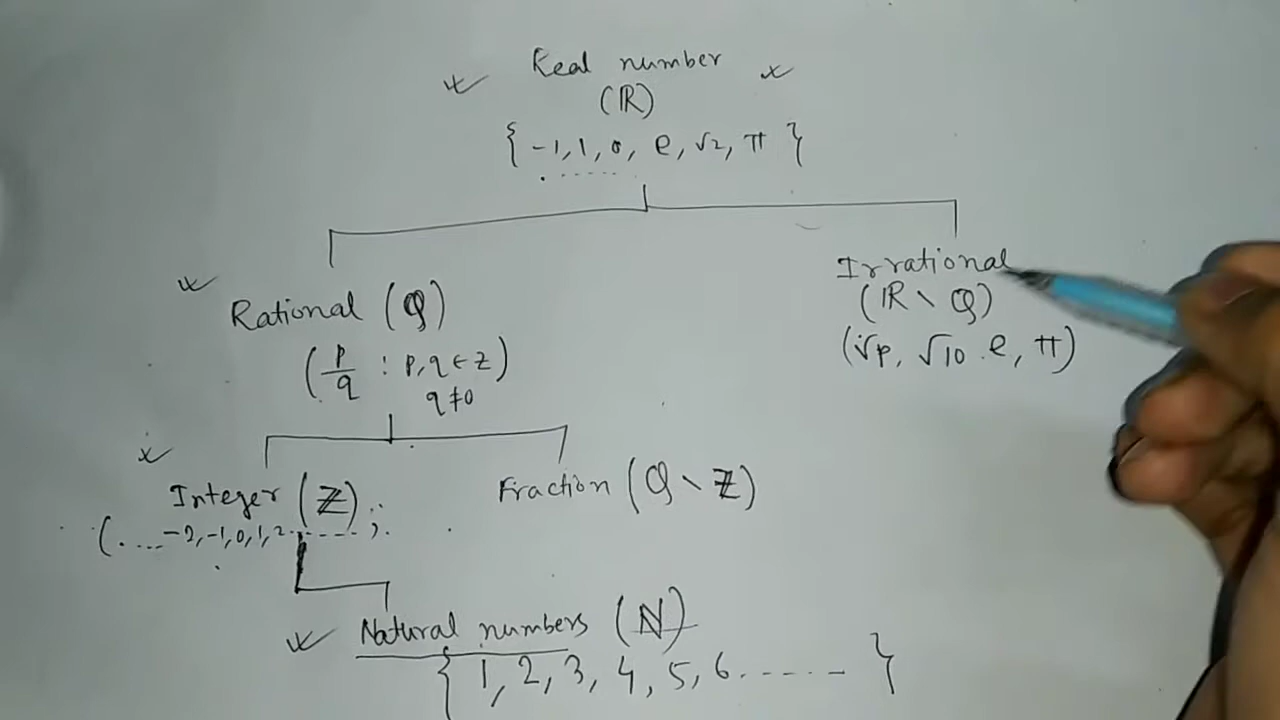 Real number
(ℝ)
{ -1, 1, 0, e, √2, π }
Rational (ℚ)
(p/q : p, q ∈ z)
q ≠ 0
Irrational
(ℝ \ ℚ)
(√p, √10 . e, π)
Integer (ℤ)
(. ... -2, -1, 0, 1, 2 ------ ;.
Fraction (ℚ \ ℤ)
Natural numbers (ℕ)
{ 1, 2, 3, 4, 5, 6. - - - - - }